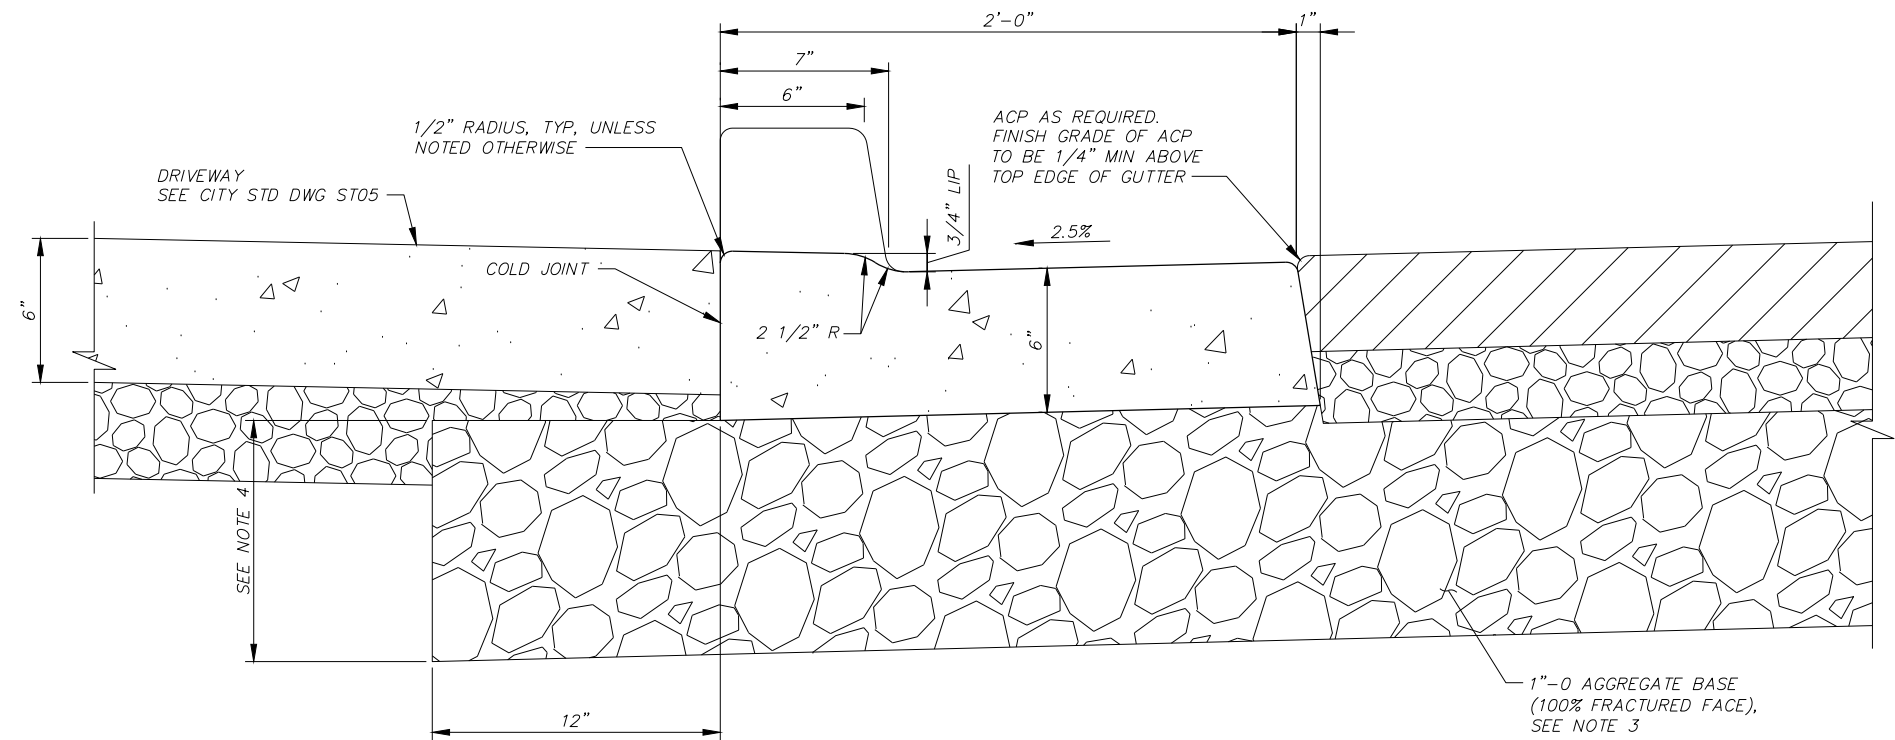 2'-0"
1"
7"
6"
1/2" RADIUS, TYP, UNLESS
NOTED OTHERWISE
ACP AS REQUIRED.
FINISH GRADE OF ACP
TO BE 1/4" MIN ABOVE
TOP EDGE OF GUTTER
DRIVEWAY
SEE CITY STD DWG ST05
3/4" LIP
2.5%
COLD JOINT
6"
2 1/2" R
6"
SEE NOTE 4
12"
1"-0 AGGREGATE BASE
(100% FRACTURED FACE),
SEE NOTE 3